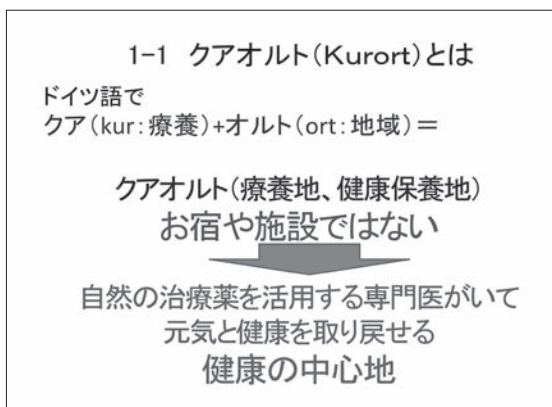 1-1 クアオルト(Kurort)とは
ドイツ語で
クア(kur:療養)+オルト(ort:地域)=
クアオルト(療養地、健康保養地)
お宿や施設ではない
自然の治療薬を活用する専門医がいて
元気と健康を取り戻せる
健康の中心地